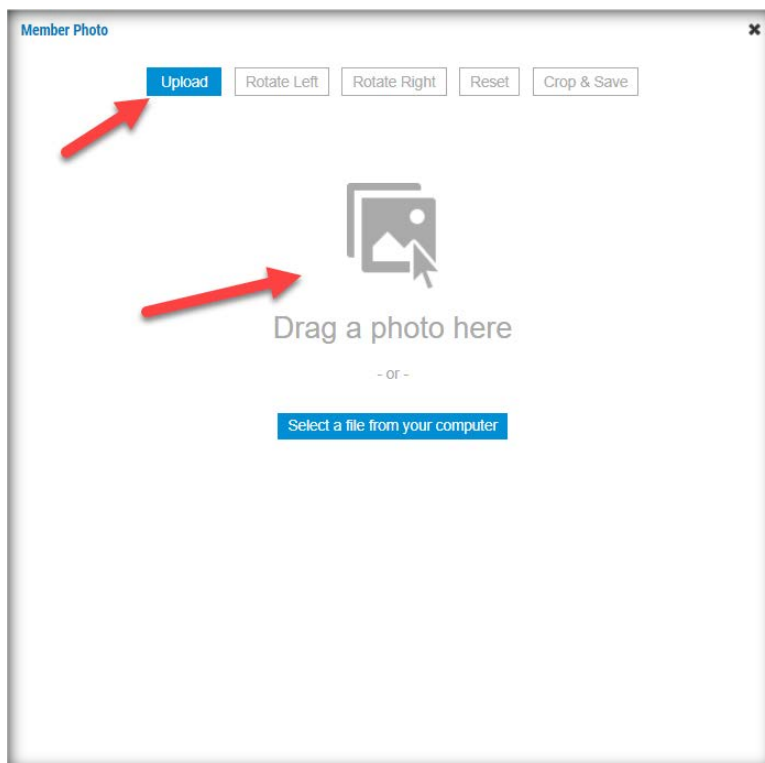 Member Photo
Upload Rotate Left Rotate Right Reset Crop & Save
Drag a photo here
- or -
Select a file from your computer